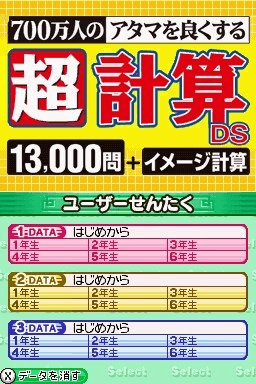 700万人の アタマを良くする
超計算
DS
13,000問+イメージ計算
ユーザーせんたく
1 DATA はじめから
1年生 2年生 3年生
4年生 5年生 6年生
2 DATA はじめから
1年生 2年生 3年生
4年生 5年生 6年生
3 DATA はじめから
1年生 2年生 3年生
4年生 5年生 6年生
Xデータを消す
Select Select Select